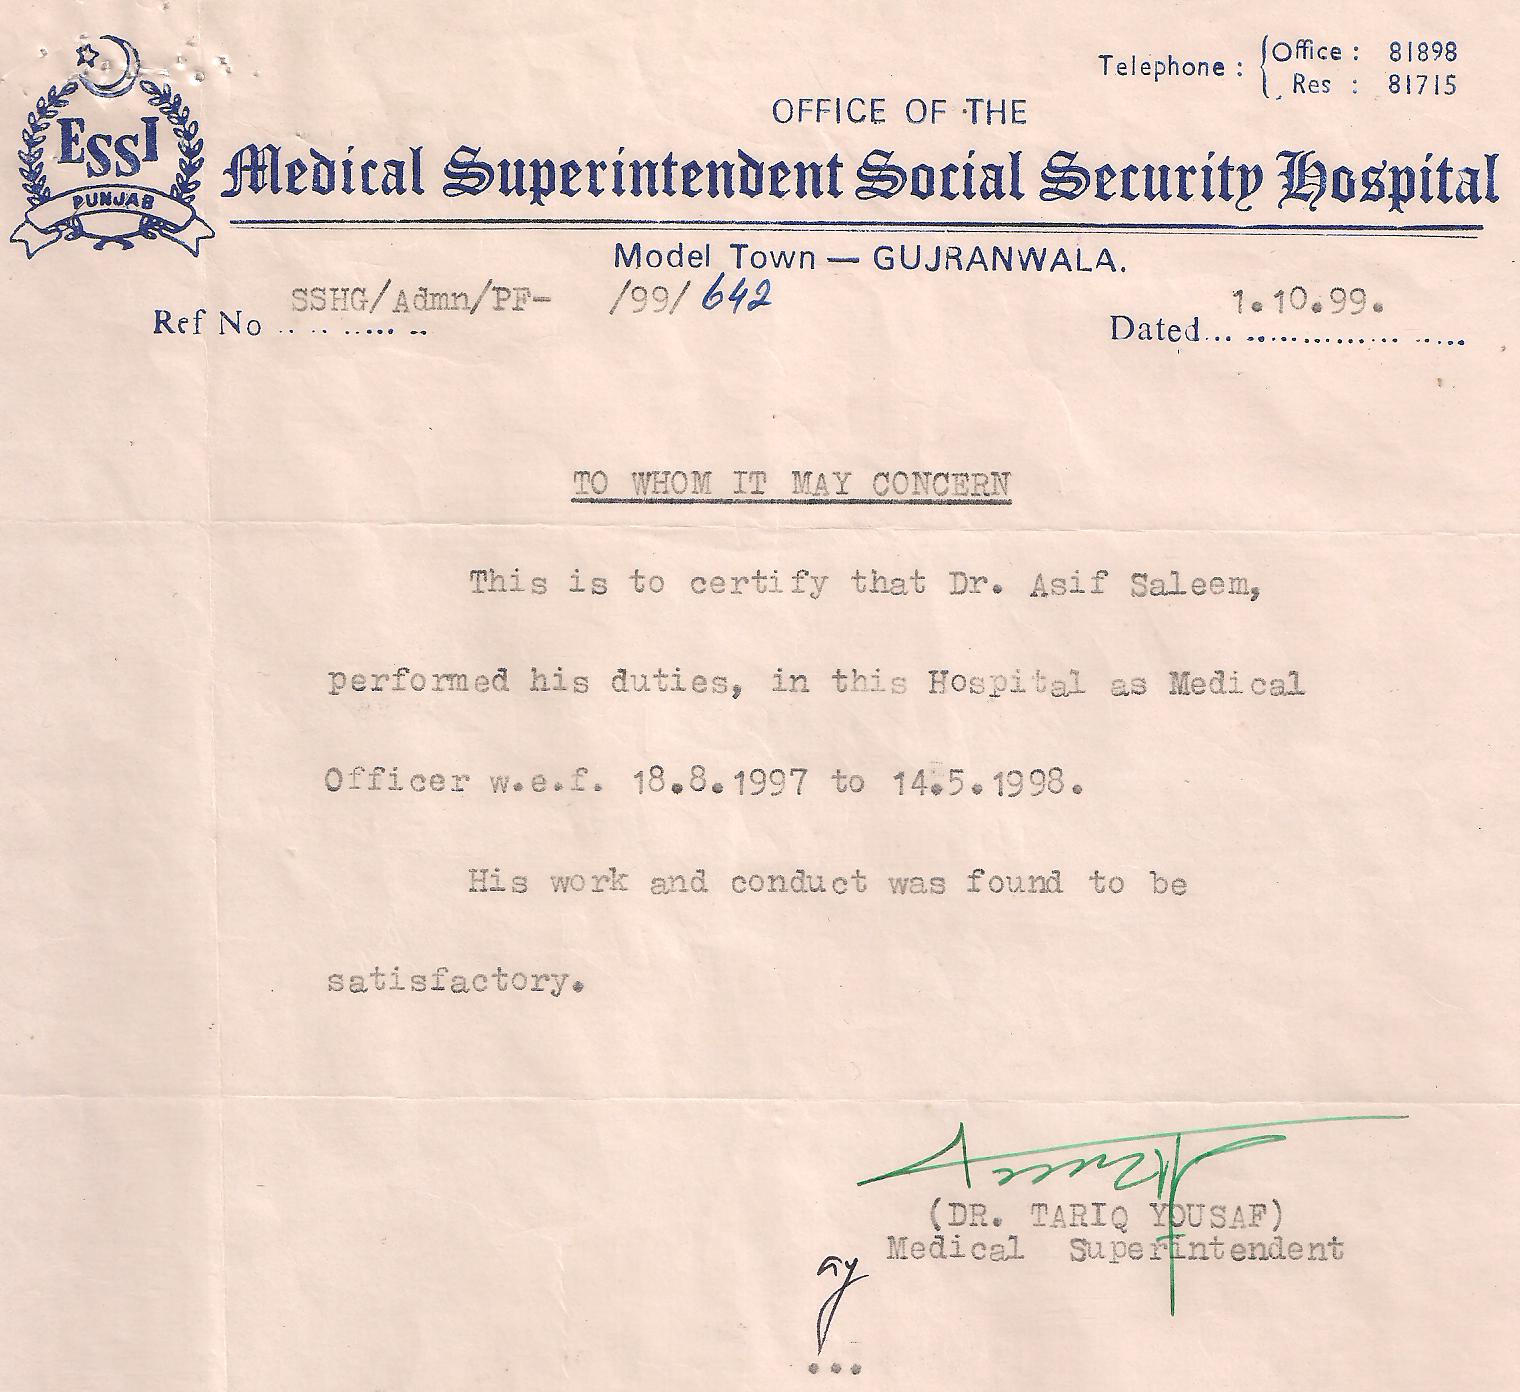 Telephone : Office : 81898
Res : 81715
ESSI
PUNJAB
OFFICE OF THE
Medical Superintendent Social Security Hospital
Model Town — GUJRANWALA.
Ref No SSHG/Admn/PF- /99/ 642
Dated 1.10.99.
TO WHOM IT MAY CONCERN
This is to certify that Dr. Asif Saleem,
performed his duties, in this Hospital as Medical
Officer w.e.f. 18.8.1997 to 14.5.1998.
His work and conduct was found to be
satisfactory.
(DR. TARIQ YOUSAF)
Medical Superintendent
...